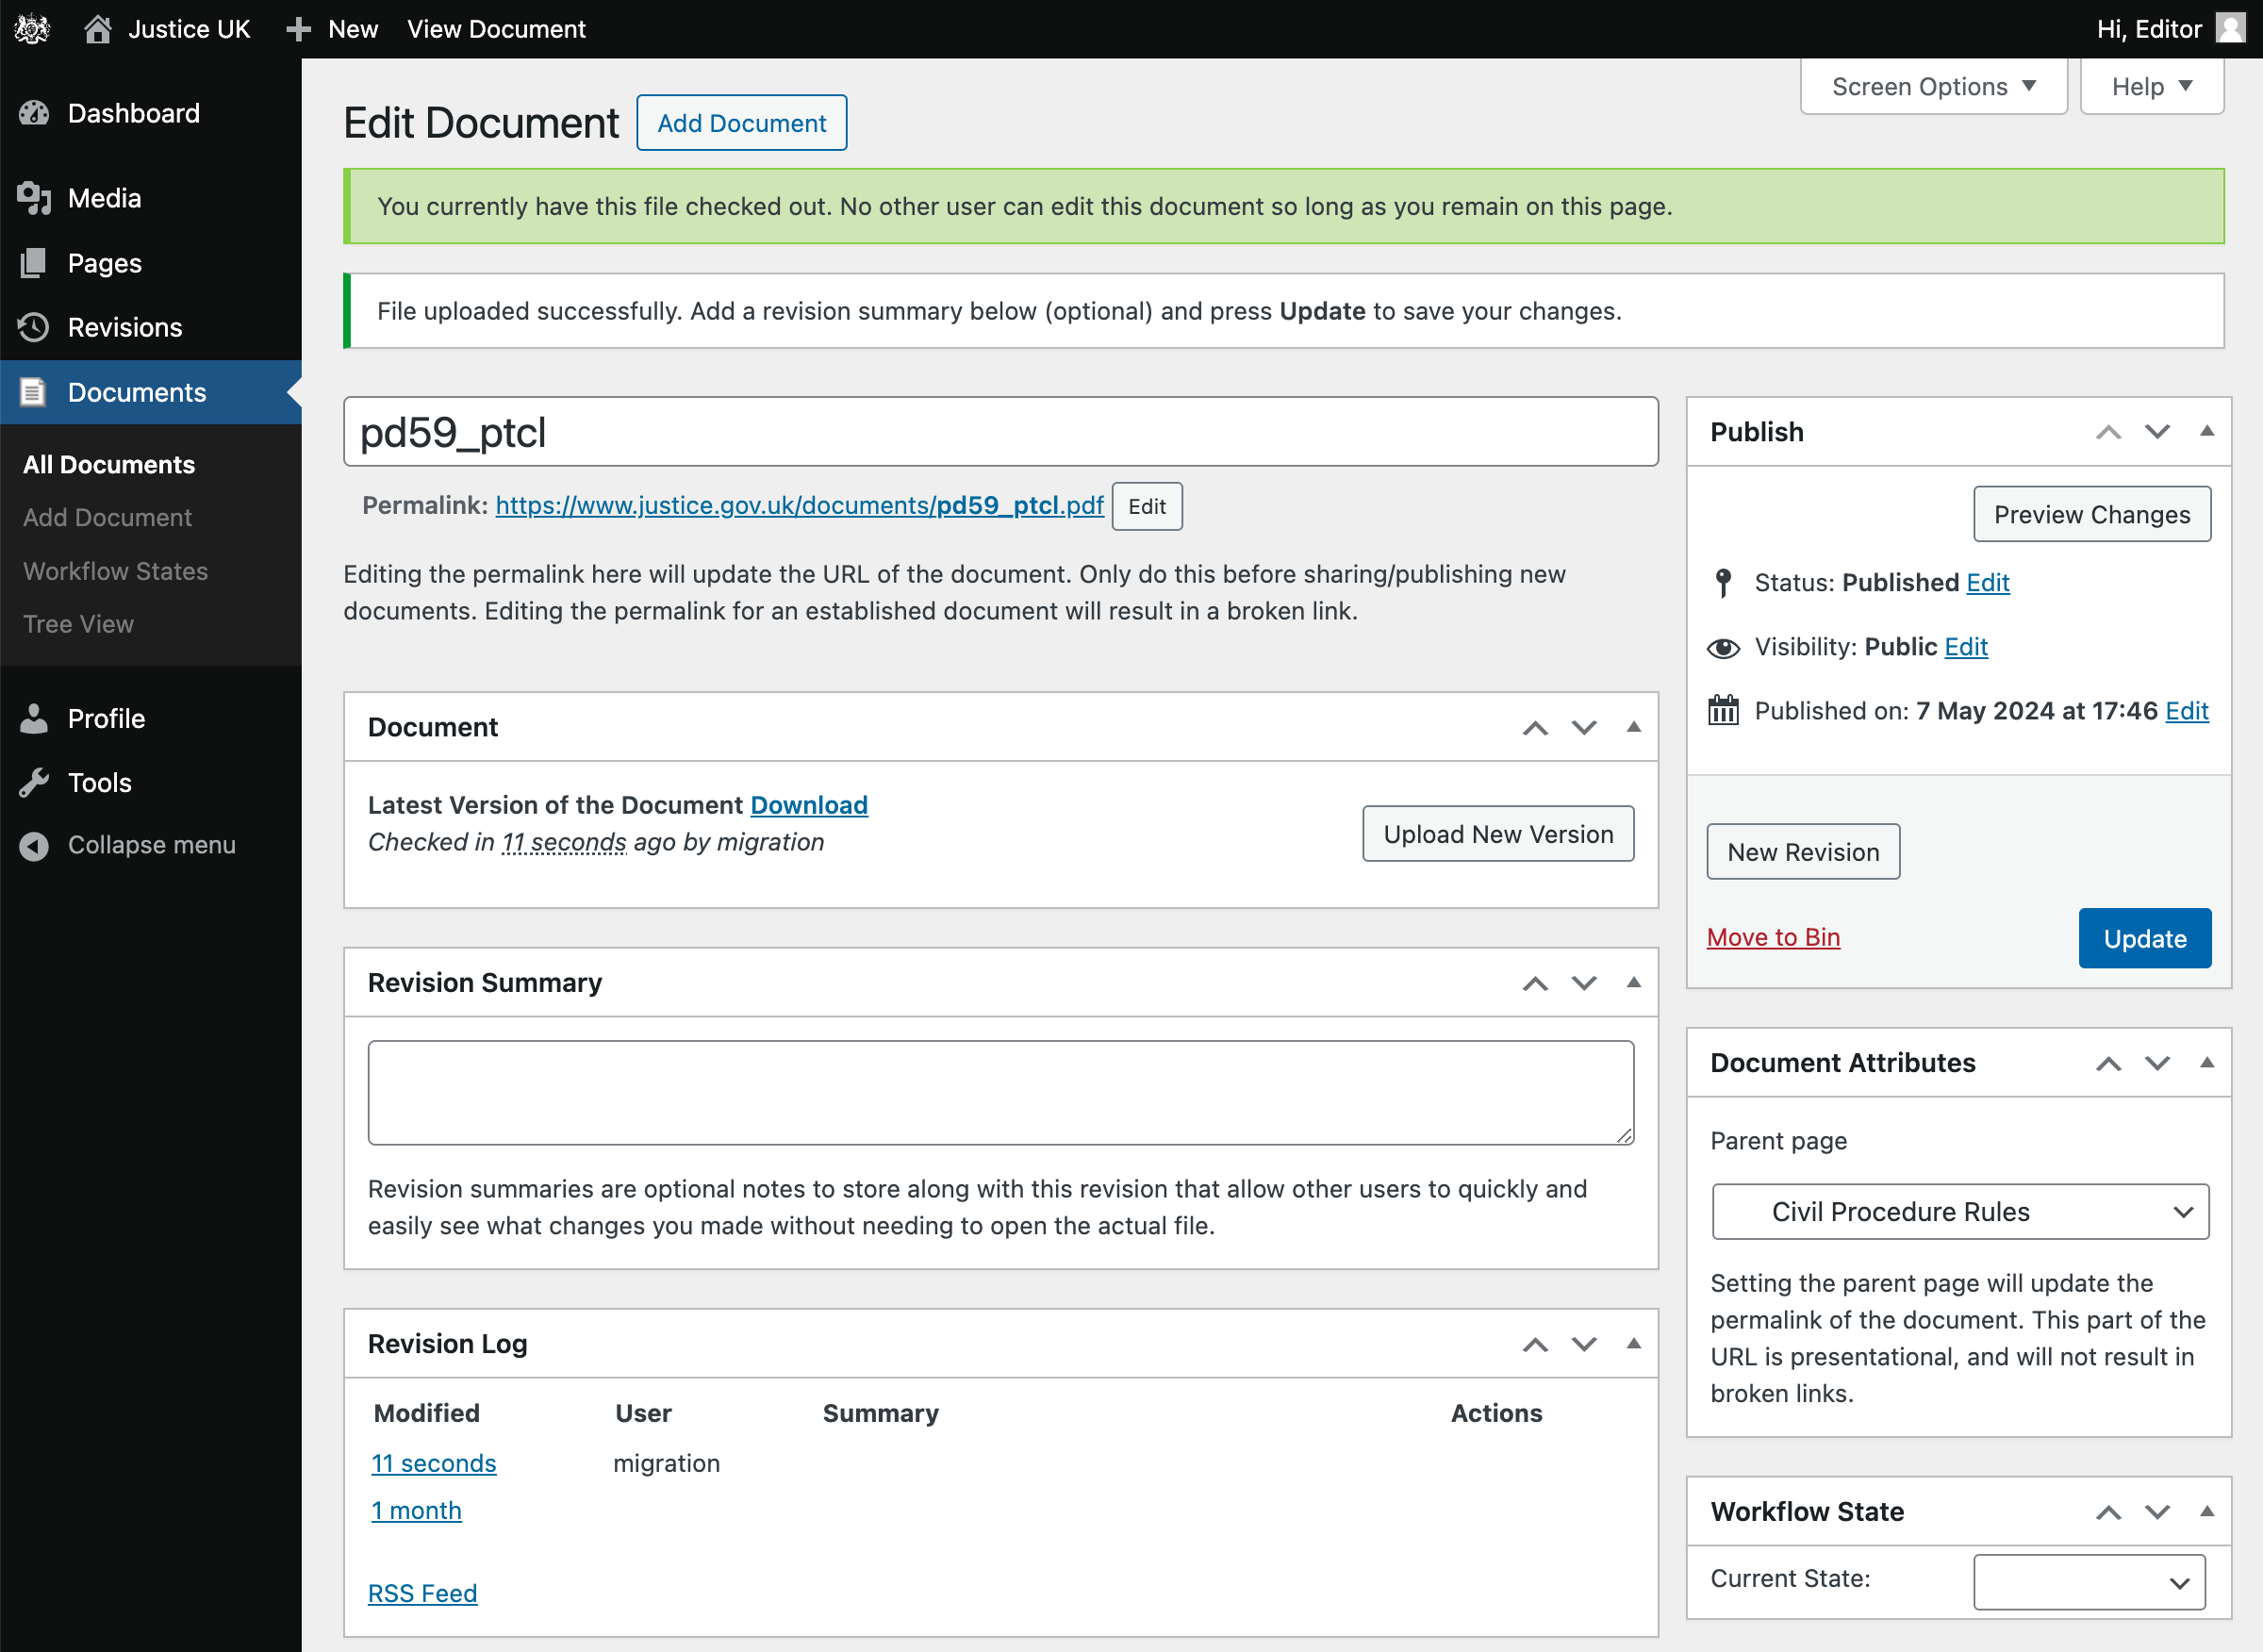 Justice UK
New
View Document
Hi, Editor
Dashboard
Media
Pages
Revisions
Documents
All Documents
Add Document
Workflow States
Tree View
Profile
Tools
Collapse menu
Screen Options
Help
Edit Document
Add Document
You currently have this file checked out. No other user can edit this document so long as you remain on this page.
File uploaded successfully. Add a revision summary below (optional) and press Update to save your changes.
pd59_ptcl
Permalink: https://www.justice.gov.uk/documents/pd59_ptcl.pdf Edit
Editing the permalink here will update the URL of the document. Only do this before sharing/publishing new
documents. Editing the permalink for an established document will result in a broken link.
Document
Latest Version of the Document Download
Checked in 11 seconds ago by migration
Upload New Version
Revision Summary
Revision summaries are optional notes to store along with this revision that allow other users to quickly and
easily see what changes you made without needing to open the actual file.
Revision Log
Modified User Summary Actions
11 seconds migration
1 month
RSS Feed
Publish
Preview Changes
Status: Published Edit
Visibility: Public Edit
Published on: 7 May 2024 at 17:46 Edit
New Revision
Move to Bin
Update
Document Attributes
Parent page
Civil Procedure Rules
Setting the parent page will update the
permalink of the document. This part of the
URL is presentational, and will not result in
broken links.
Workflow State
Current State: